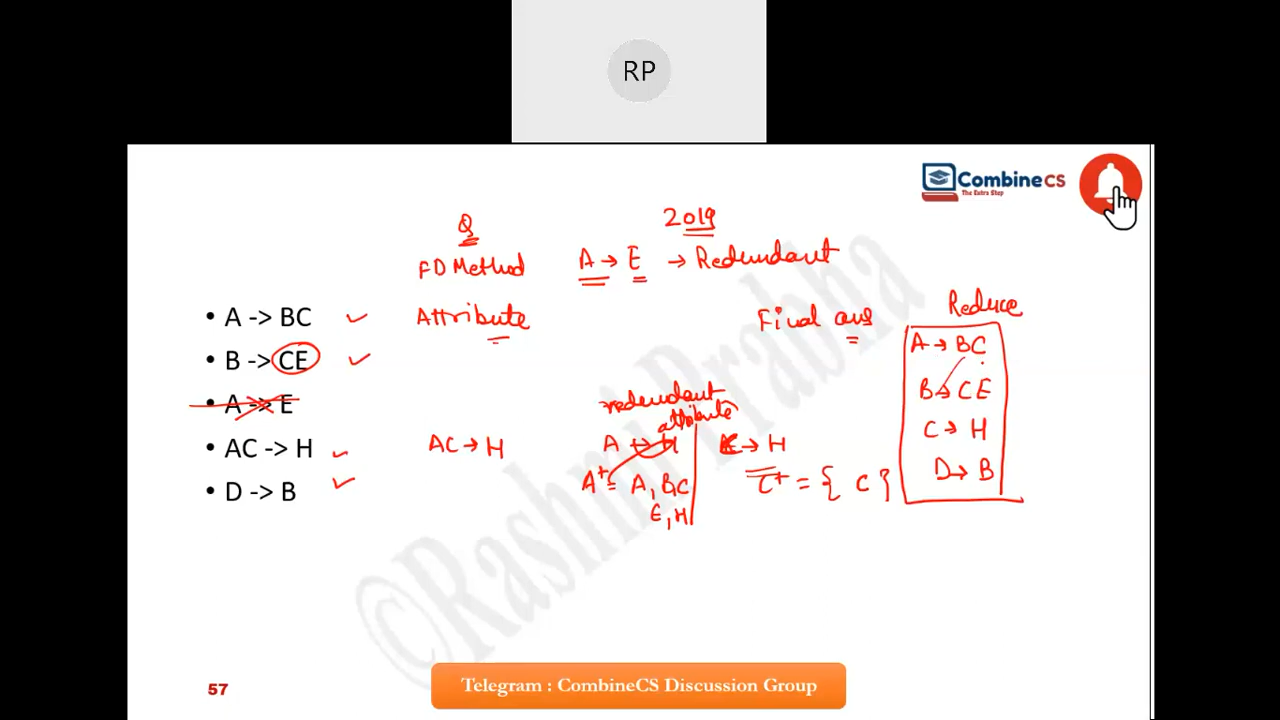 RP
CombineCS
The Extra Step
Q
2019
FD Method A → E → Redundant
• A -> BC
Attribute
Final ans
Reduce
A → BC
• B -> CE
B → CE
• A -> E
redundant
attribute
C → H
• AC -> H
AC → H
A → H
C → H
D → B
A+ = A, BC
E, H
C+ = { C }
• D -> B
©Rashmi Prabha
57
Telegram : CombineCS Discussion Group